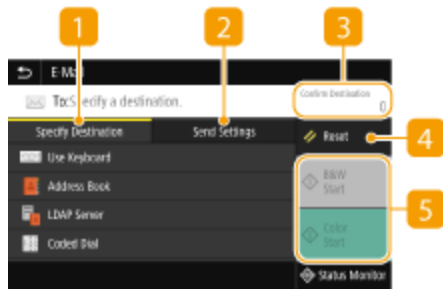 1
2
3
E-Mail
To:Specify a destination.
Confirm Destination
0
Specify Destination
Send Settings
Reset
4
Use Keyboard
Address Book
B&W
Start
LDAP Server
5
Coded Dial
Color
Start
Status Monitor